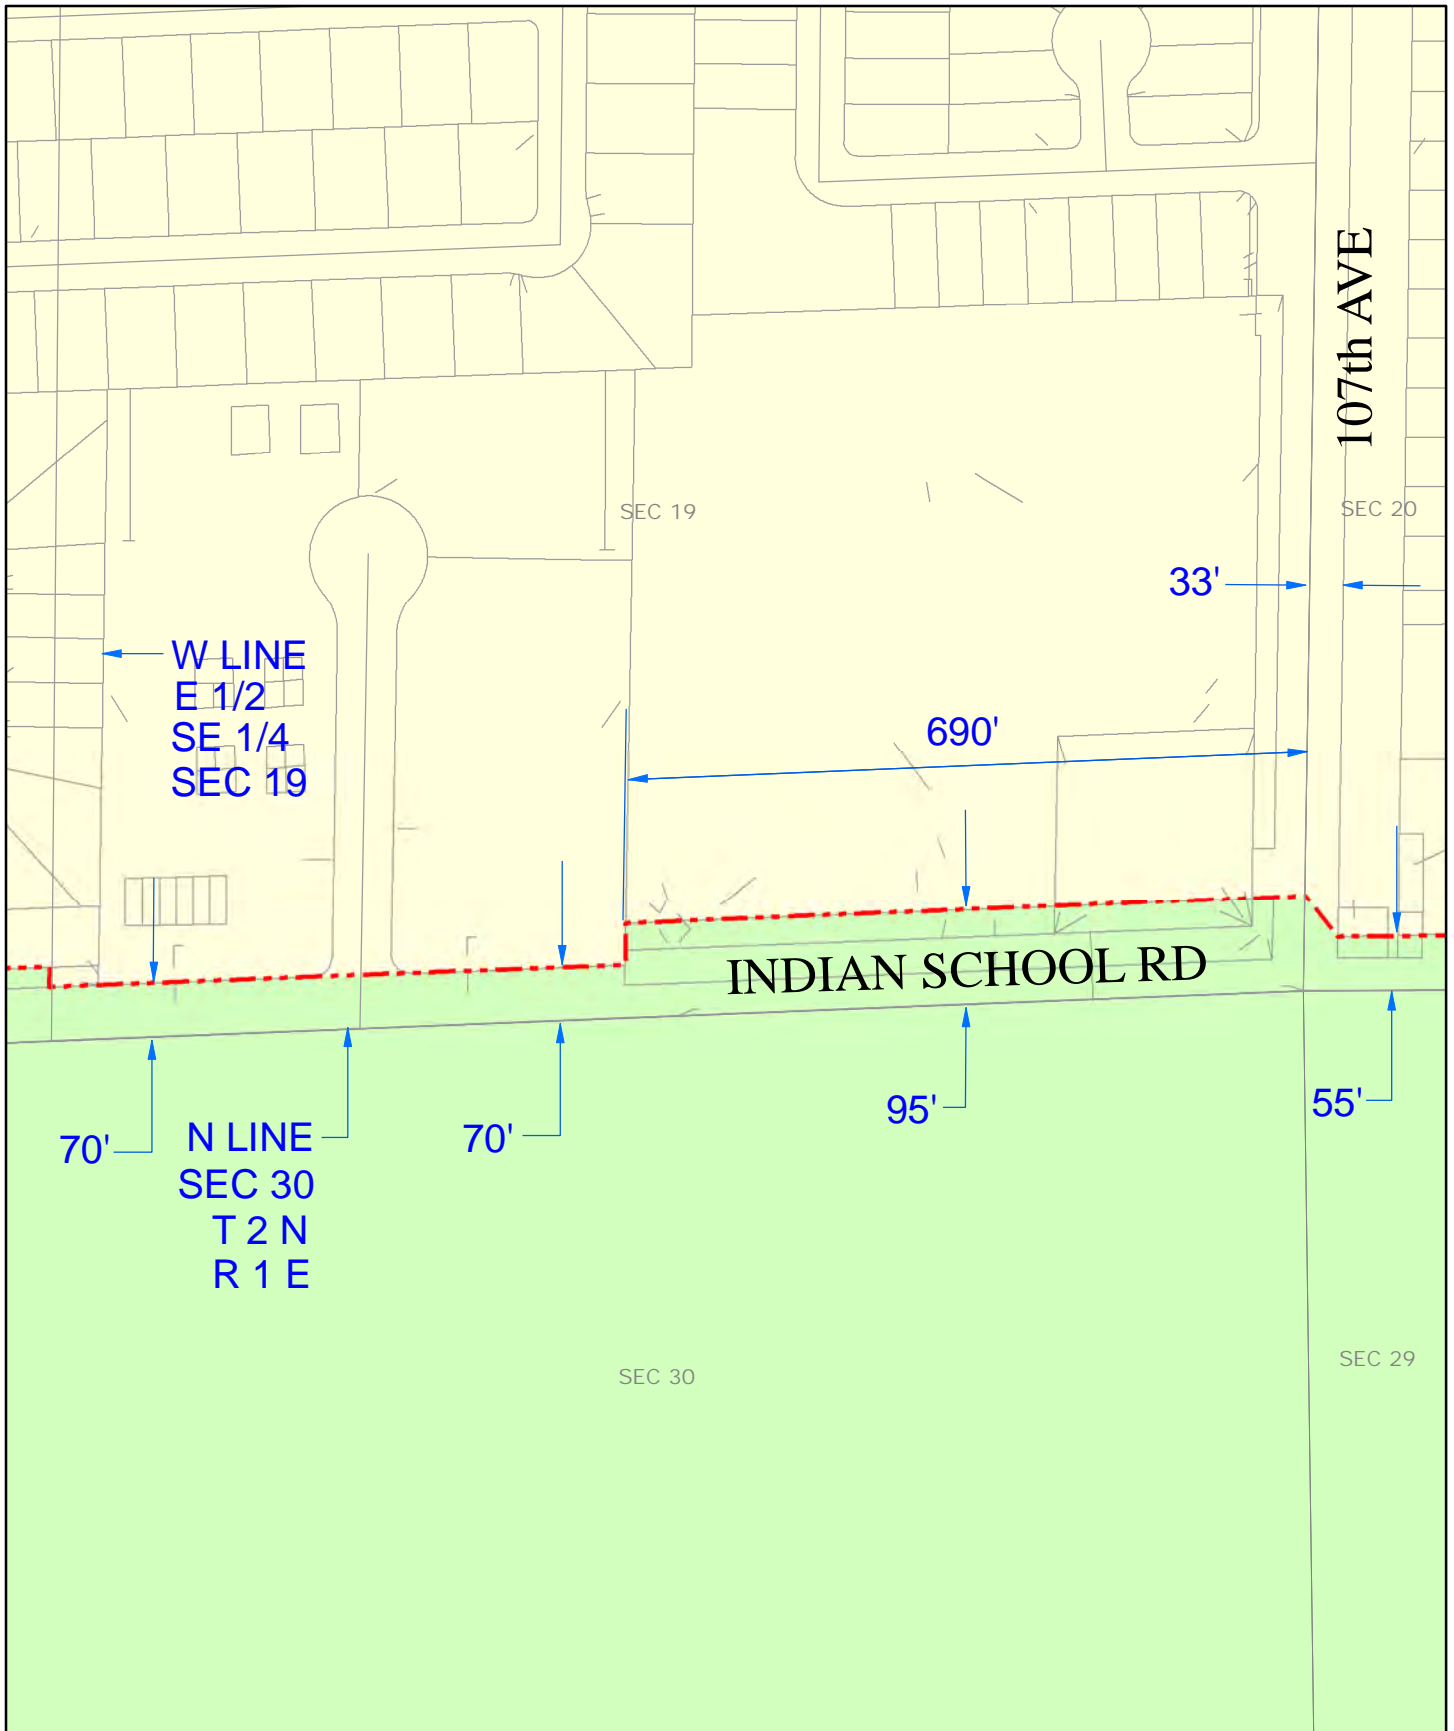 107th AVE
SEC 19
SEC 20
33'
W LINE
E 1/2
SE 1/4
SEC 19
690'
INDIAN SCHOOL RD
70'
N LINE
SEC 30
T 2 N
R 1 E
70'
95'
55'
SEC 30
SEC 29